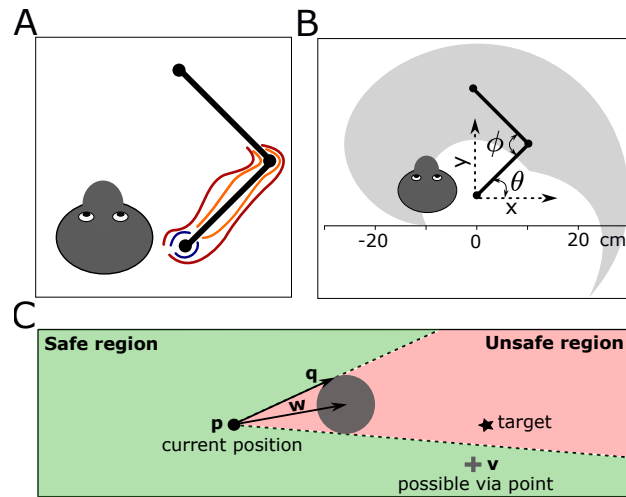 A
B
ϕ
y
θ
x
-20
0
20
cm
C
Safe region
Unsafe region
q
w
p
target
current position
v
possible via point